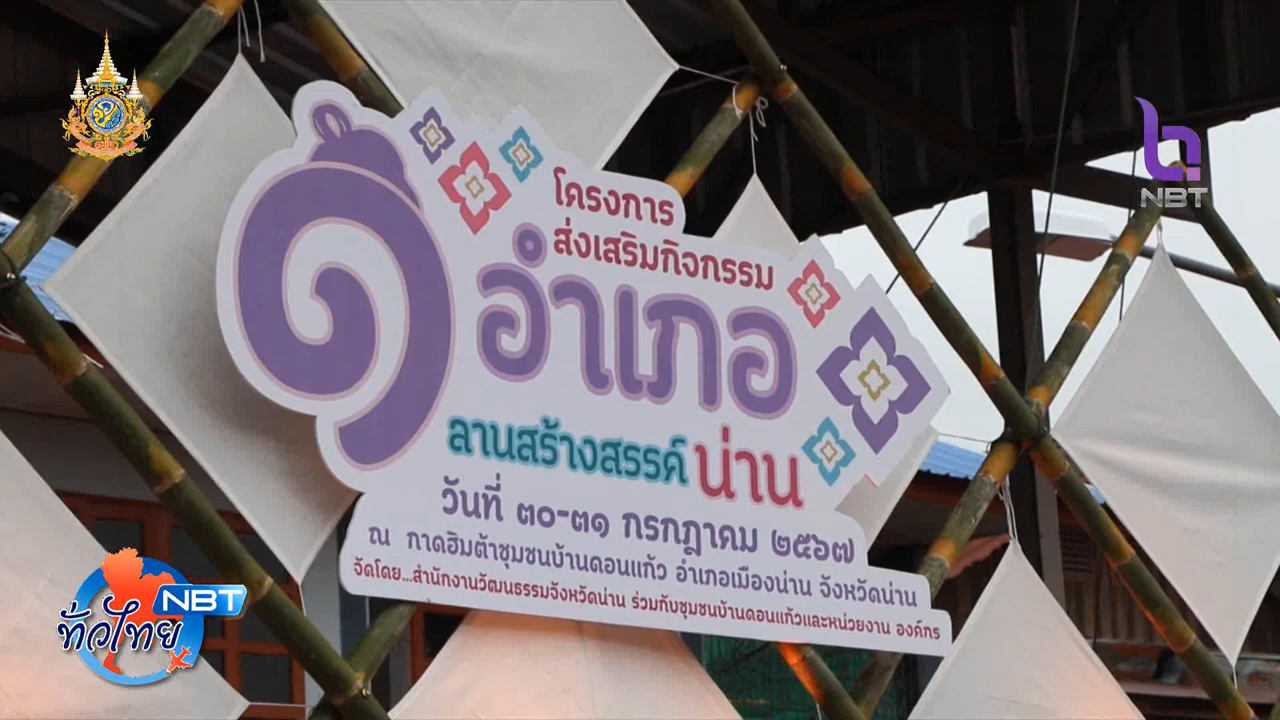 โครงการ
ส่งเสริมกิจกรรม
๑ อำเภอ
ลานสร้างสรรค์ น่าน
วันที่ ๓๐-๓๑ กรกฎาคม ๒๕๖๗
ณ กาดฮิมต้าชุมชนบ้านดอนแก้ว อำเภอเมืองน่าน จังหวัดน่าน
จัดโดย...สำนักงานวัฒนธรรมจังหวัดน่าน ร่วมกับชุมชนบ้านดอนแก้วและหน่วยงาน องค์กร
NBT
NBT
ทั่วไทย